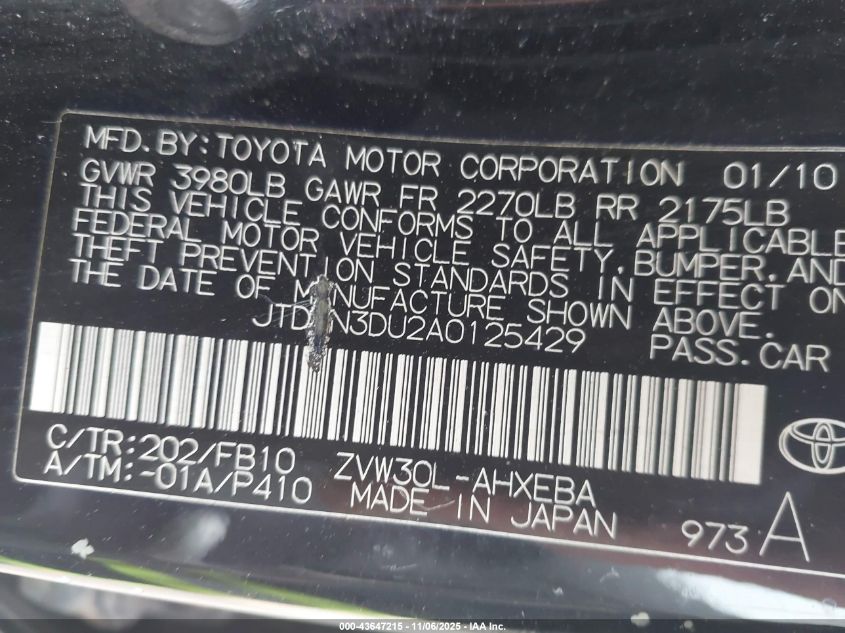 MFD. BY: TOYOTA MOTOR CORPORATION 01/10
GVWR 3980LB GAWR FR 2270LB RR 2175LB
THIS VEHICLE CONFORMS TO ALL APPLICABLE
FEDERAL MOTOR VEHICLE SAFETY, BUMPER, AND
THEFT PREVENTION STANDARDS IN EFFECT ON
THE DATE OF MANUFACTURE SHOWN ABOVE.
PASS. CAR
C/TR: 202/FB10 ZVW30L-AHXEBA
A/TM: -01A/P410 MADE IN JAPAN 973 A
000-43647215 - 11/06/2025 - IAA Inc.